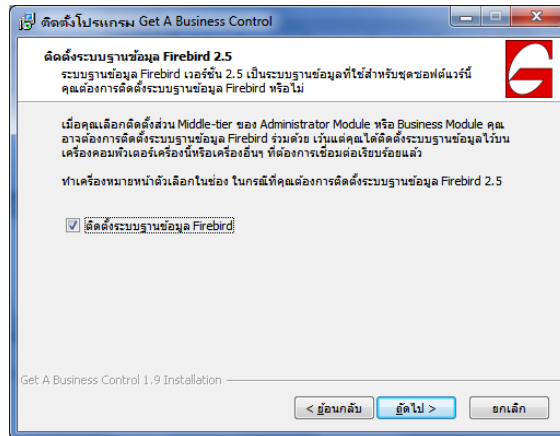 ติดตั้งโปรแกรม Get A Business Control
ติดตั้งระบบฐานข้อมูล Firebird 2.5
ระบบฐานข้อมูล Firebird เวอร์ชั่น 2.5 เป็นระบบฐานข้อมูลที่ใช้สำหรับชุดซอฟต์แวร์นี้
คุณต้องการติดตั้งระบบฐานข้อมูล Firebird หรือไม่
เมื่อคุณเลือกติดตั้งส่วน Middle-tier ของ Administrator Module หรือ Business Module คุณ
อาจต้องการติดตั้งระบบฐานข้อมูล Firebird ร่วมด้วย เว้นแต่คุณได้ติดตั้งระบบฐานข้อมูลไว้บน
เครื่องคอมพิวเตอร์เครื่องนี้หรือเครื่องอื่นๆ ที่ต้องการเชื่อมต่อเรียบร้อยแล้ว
ทำเครื่องหมายหน้าตัวเลือกในช่อง ในกรณีที่คุณต้องการติดตั้งระบบฐานข้อมูล Firebird 2.5
ติดตั้งระบบฐานข้อมูล Firebird
Get A Business Control 1.9 Installation
< ย้อนกลับ ถัดไป > ยกเลิก